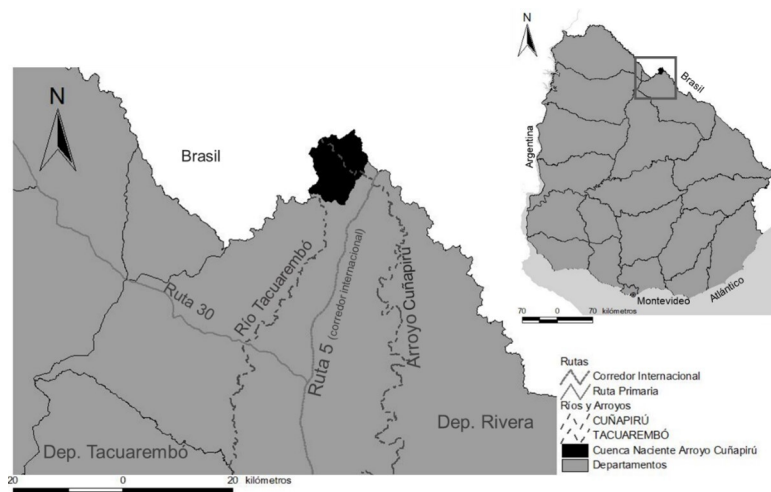 N
Brasil
Ruta 30
Río Tacuarembó
Ruta 5 (corredor internacional)
Arroyo Cuñapirú
Dep. Tacuarembó
Dep. Rivera
20 0 20 kilómetros
N
Brasil
Argentina
Montevideo
Atlántico
70 0 70
kilómetros
Rutas
Corredor Internacional
Ruta Primaria
Ríos y Arroyos
CUÑAPIRÚ
TACUAREMBÓ
Cuenca Naciente Arroyo Cuñapirú
Departamentos